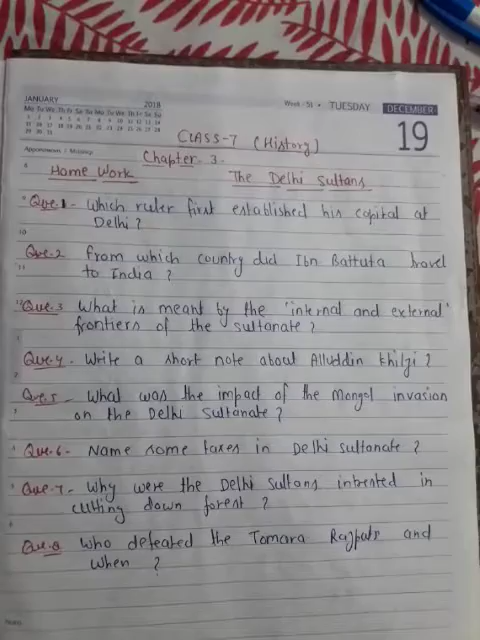 JANUARY 2018
Week 51 • TUESDAY DECEMBER
19
CLASS-7 (History)
Appointment / Meeting
Chapter-3-
Home Work The Delhi Sultans
Que.1- Which ruler first established his capital at
Delhi ?
Que.2 From which country did Ibn Battuta travel
to India ?
Que.3 What is meant by the 'internal and external'
frontiers of the sultanate ?
Que.4. Write a short note about Alluddin Khilzi ?
Que.5- What was the impact of the Mongol invasion
on the Delhi Sultanate ?
Que.6- Name some taxes in Delhi sultanate ?
Que.7- Why were the Delhi Sultans intrested in
cutting down forest ?
Que.8 Who defeated the Tomara Rajputs and
when ?
Notes